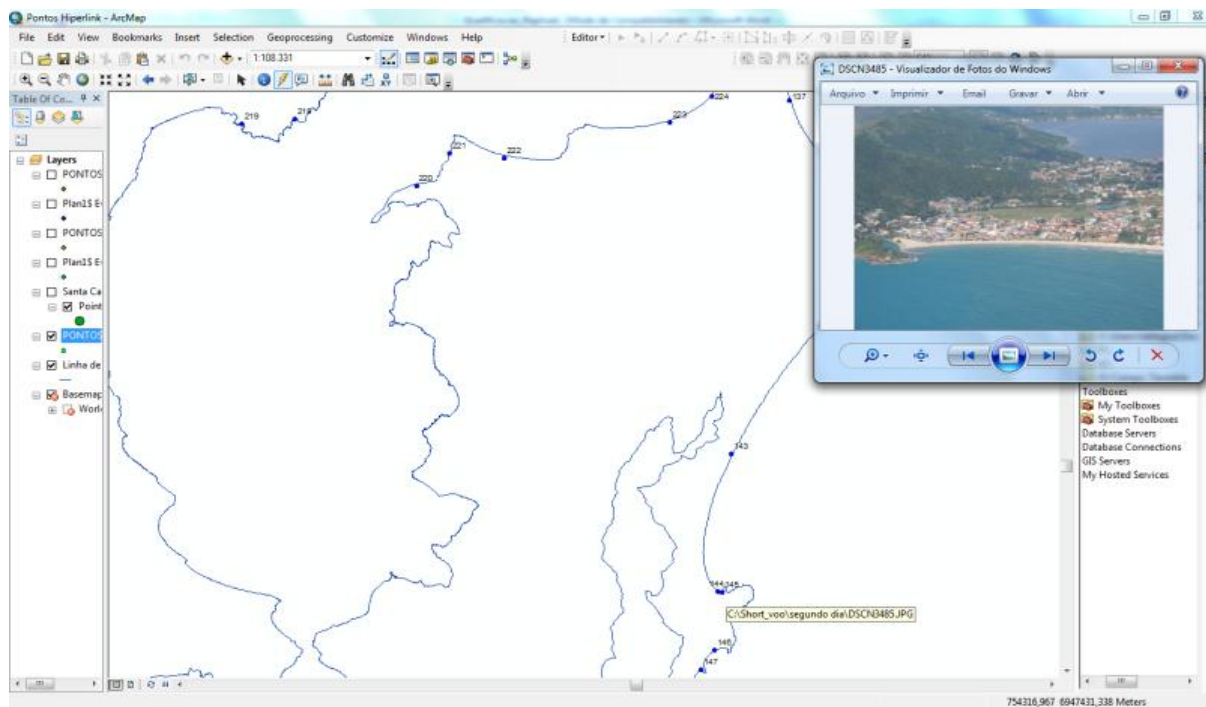 Pontos Hiperlink - ArcMap
File Edit View Bookmarks Insert Selection Geoprocessing Customize Windows Help
Editor
1:108.331
Table Of Co...
Layers
PONTOS
Plan1$ E
PONTOS
Plan1$ E
Santa Ca
Point
PONTOS
Linha de
Basemap
Worl
219
221
222
220
223
224
137
143
144
145
C:\Short_voo\segundo dia\DSCN3485.JPG
146
147
DSCN3485 - Visualizador de Fotos do Windows
Arquivo Imprimir Email Gravar Abrir
Toolboxes
My Toolboxes
System Toolboxes
Database Servers
Database Connections
GIS Servers
My Hosted Services
754316,967 6947431,338 Meters